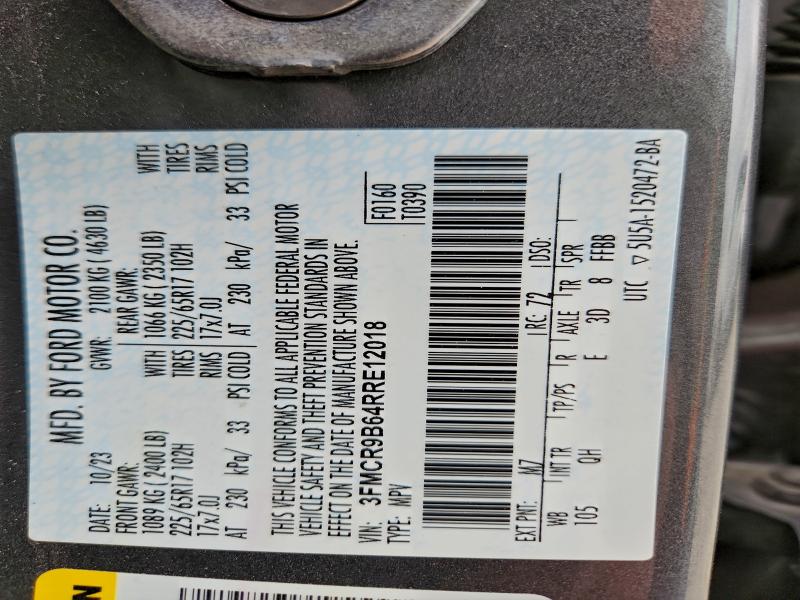 MFD. BY FORD MOTOR CO.
DATE: 10/23 GVWR: 2100 KG ( 4630 LB)
FRONT GAWR: REAR GAWR:
1089 KG ( 2400 LB) WITH 1066 KG ( 2350 LB) WITH
225/65R17 102H TIRES 225/65R17 102H TIRES
17x7.0J RIMS 17x7.0J RIMS
AT 230 kPa/ 33 PSI COLD AT 230 kPa/ 33 PSI COLD
THIS VEHICLE CONFORMS TO ALL APPLICABLE FEDERAL MOTOR
VEHICLE SAFETY AND THEFT PREVENTION STANDARDS IN
EFFECT ON THE DATE OF MANUFACTURE SHOWN ABOVE.
VIN: 3FMCR9B64RRE12018 F0160
TYPE: MPV T0390
EXT PNT: M7 RC: 72 DSO:
WB INT TR TP/PS R AXLE TR SPR
105 QH E 3D 8 FFBB
UTC ▽ 5U5A-1520472-BA
N